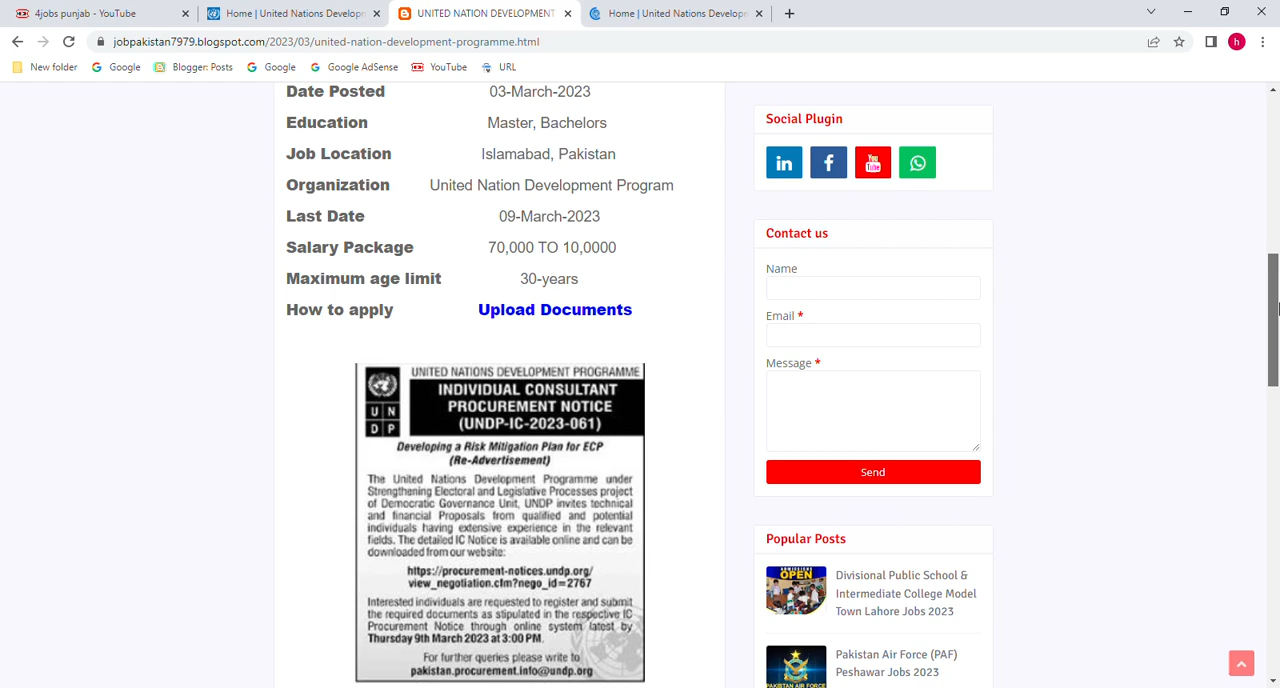 4jobs punjab - YouTube
Home | United Nations Developm
UNITED NATION DEVELOPMENT
Home | United Nations Developm
jobpakistan7979.blogspot.com/2023/03/united-nation-development-programme.html
h
New folder
Google
Blogger: Posts
Google
Google AdSense
YouTube
URL
Date Posted 03-March-2023
Education Master, Bachelors
Job Location Islamabad, Pakistan
Organization United Nation Development Program
Last Date 09-March-2023
Salary Package 70,000 TO 10,0000
Maximum age limit 30-years
How to apply Upload Documents
UNITED NATIONS DEVELOPMENT PROGRAMME
INDIVIDUAL CONSULTANT
PROCUREMENT NOTICE
(UNDP-IC-2023-061)
U N
D P
Developing a Risk Mitigation Plan for ECP
(Re-Advertisement)
The United Nations Development Programme under
Strengthening Electoral and Legislative Processes project
of Democratic Governance Unit, UNDP invites technical
and financial Proposals from qualified and potential
individuals having extensive experience in the relevant
fields. The detailed IC Notice is available online and can be
downloaded from our website:
https://procurement-notices.undp.org/
view_negotiation.cfm?nego_id=2767
Interested individuals are requested to register and submit
the required documents as stipulated in the respective IC
Procurement Notice through online system latest by
Thursday 9th March 2023 at 3:00 PM.
For further queries please write to
pakistan.procurement.info@undp.org
Social Plugin
in
f
You
Tube
Contact us
Name
Email *
Message *
Send
Popular Posts
OPEN
Divisional Public School &
Intermediate College Model
Town Lahore Jobs 2023
Pakistan Air Force (PAF)
Peshawar Jobs 2023
PAKISTAN AIR FORCE